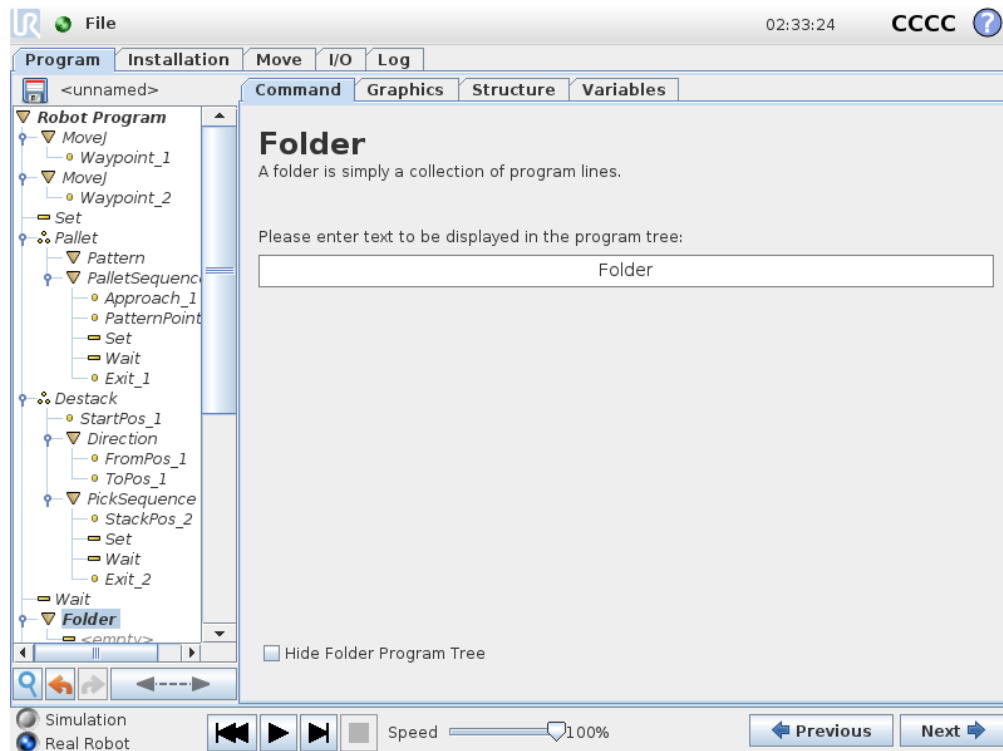 UR File 02:33:24 CCCC ?
Program Installation Move I/O Log
<unnamed> Command Graphics Structure Variables
Robot Program
MoveJ
Waypoint_1
MoveJ
Waypoint_2
Set
Pallet
Pattern
PalletSequenc
Approach_1
PatternPoint
Set
Wait
Exit_1
Destack
StartPos_1
Direction
FromPos_1
ToPos_1
PickSequence
StackPos_2
Set
Wait
Exit_2
Wait
Folder
<empty>
Folder
A folder is simply a collection of program lines.
Please enter text to be displayed in the program tree:
Folder
Hide Folder Program Tree
Simulation
Real Robot
Speed 100%
Previous Next